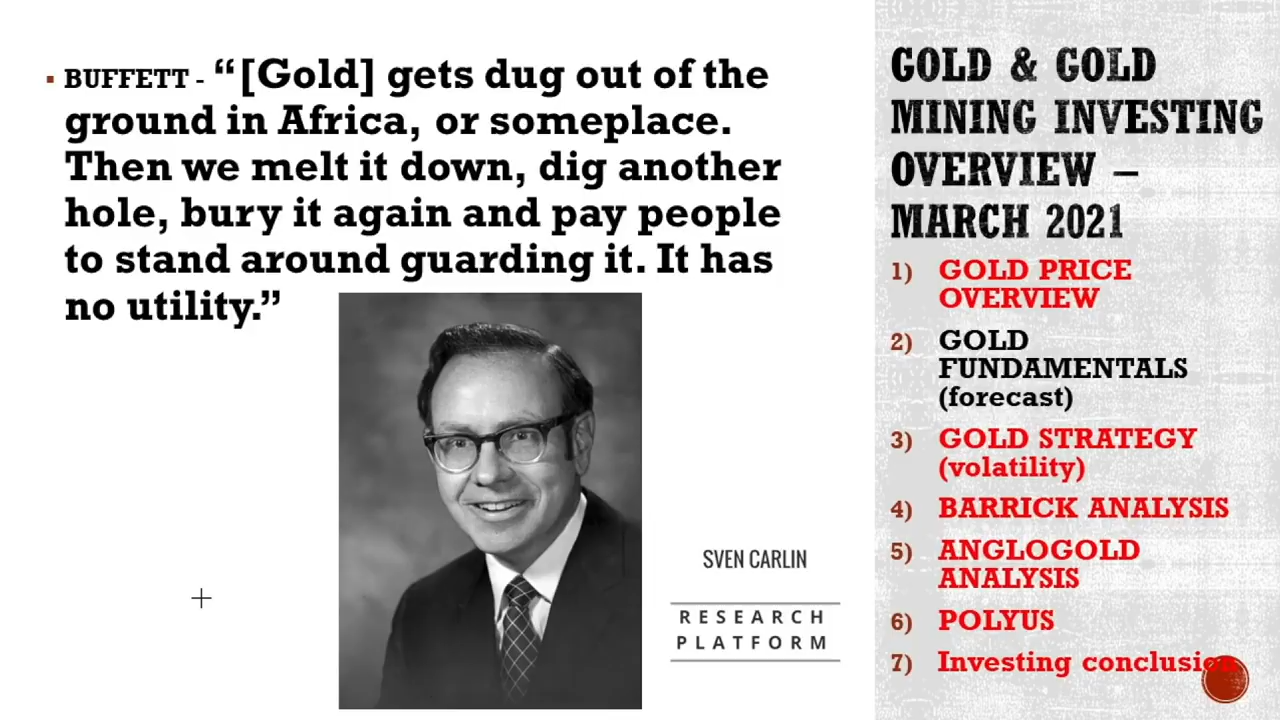 BUFFETT - “[Gold] gets dug out of the
ground in Africa, or someplace.
Then we melt it down, dig another
hole, bury it again and pay people
to stand around guarding it. It has
no utility.”
SVEN CARLIN
RESEARCH
PLATFORM
GOLD & GOLD
MINING INVESTING
OVERVIEW –
MARCH 2021
1) GOLD PRICE
OVERVIEW
2) GOLD
FUNDAMENTALS
(forecast)
3) GOLD STRATEGY
(volatility)
4) BARRICK ANALYSIS
5) ANGLOGOLD
ANALYSIS
6) POLYUS
7) Investing conclusion